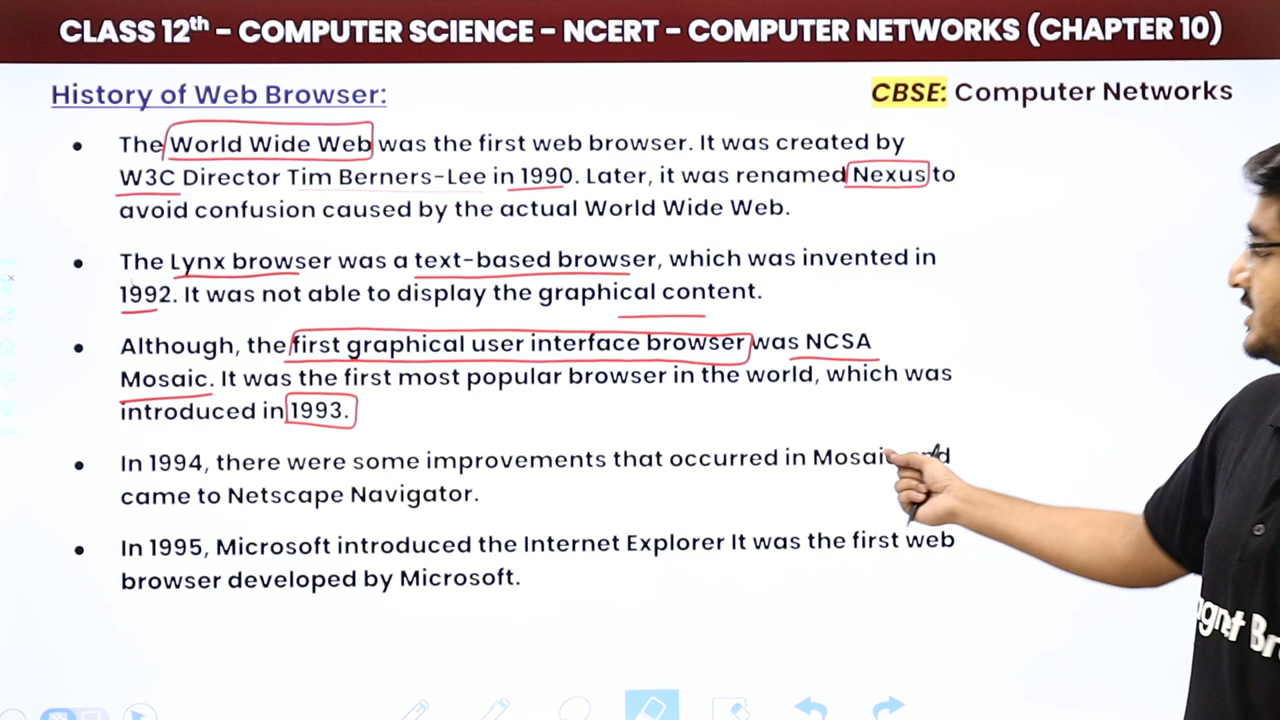 CLASS 12th – COMPUTER SCIENCE – NCERT – COMPUTER NETWORKS (CHAPTER 10)
History of Web Browser:
CBSE: Computer Networks
• The World Wide Web was the first web browser. It was created by
W3C Director Tim Berners-Lee in 1990. Later, it was renamed Nexus to
avoid confusion caused by the actual World Wide Web.
• The Lynx browser was a text-based browser, which was invented in
1992. It was not able to display the graphical content.
• Although, the first graphical user interface browser was NCSA
Mosaic. It was the first most popular browser in the world, which was
introduced in 1993.
• In 1994, there were some improvements that occurred in Mosaic and
came to Netscape Navigator.
• In 1995, Microsoft introduced the Internet Explorer It was the first web
browser developed by Microsoft.